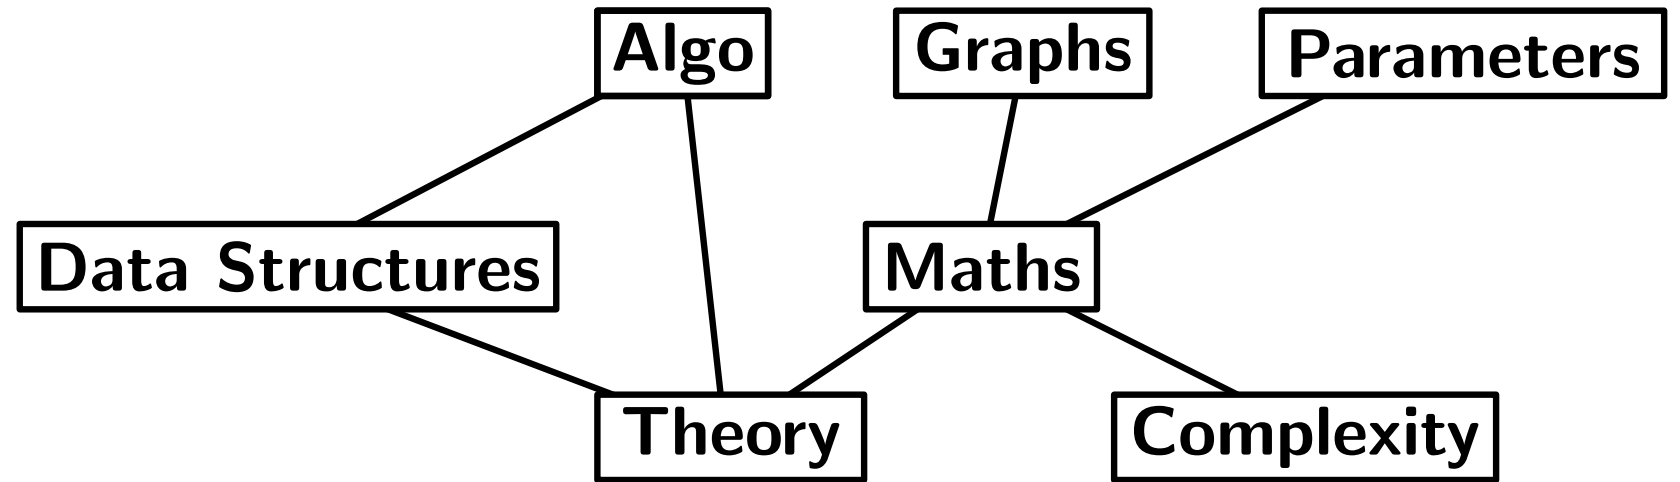 Algo
Graphs
Parameters
Data Structures
Maths
Theory
Complexity